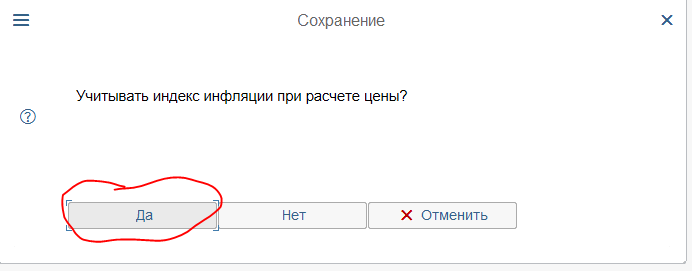 Сохранение
Учитывать индекс инфляции при расчете цены?
Да
Нет
Отменить